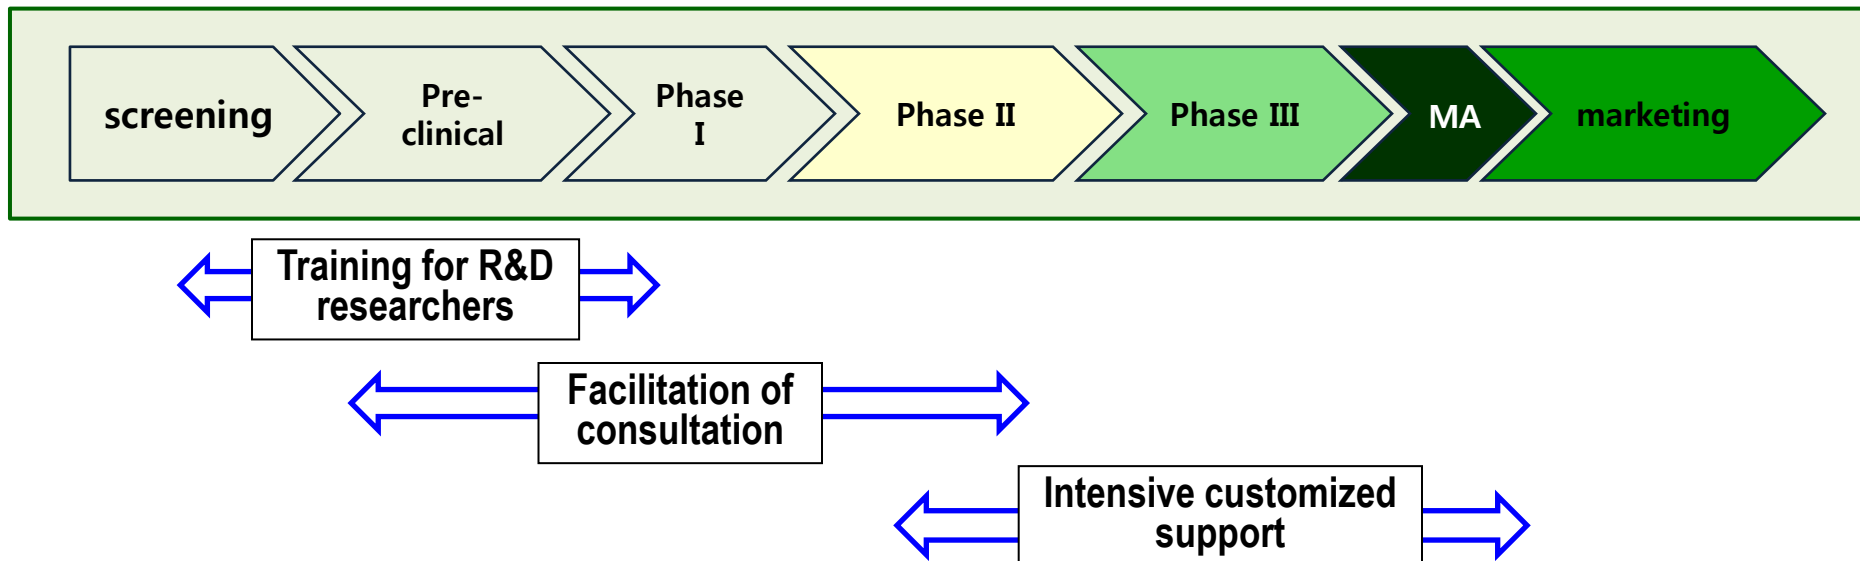 screening
Pre-
clinical
Phase
I
Phase II
Phase III
MA
marketing
Training for R&D
researchers
Facilitation of
consultation
Intensive customized
support